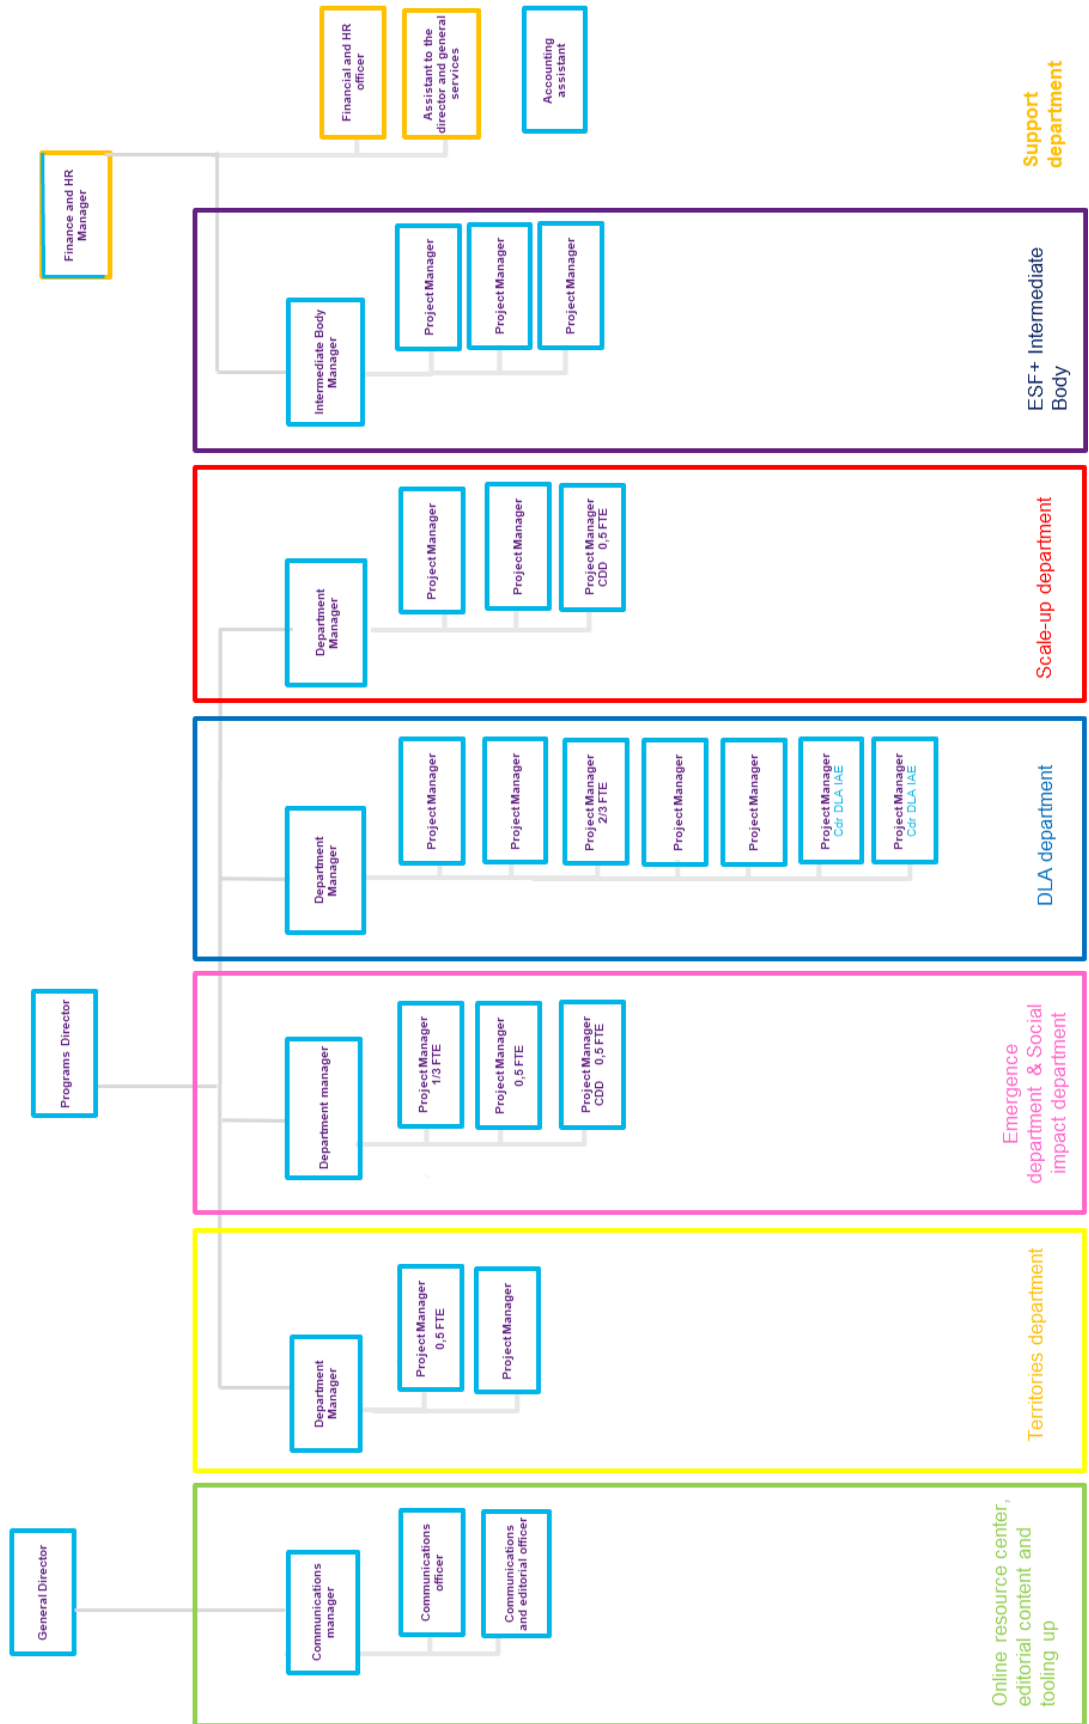 General Director
Programs Director
Finance and HR
Manager
Communications
manager
Communications
officer
Communications
and editorial officer
Online resource center,
editorial content and
tooling up
Department
Manager
Project Manager
0,5 FTE
Project Manager
Territories department
Department manager
Project Manager
1/3 FTE
Project Manager
0,5 FTE
Project Manager
CDD 0,5 FTE
Emergence
department & Social
impact department
Department
Manager
Project Manager
Project Manager
Project Manager
2/3 FTE
Project Manager
Project Manager
Project Manager
Cdr DLA IAE
Project Manager
Cdr DLA IAE
DLA department
Department
Manager
Project Manager
Project Manager
Project Manager
CDD 0,5 FTE
Scale-up department
Intermediate Body
Manager
Project Manager
Project Manager
Project Manager
ESF+ Intermediate
Body
Financial and HR
officer
Assistant to the
director and general
services
Accounting
assistant
Support
department